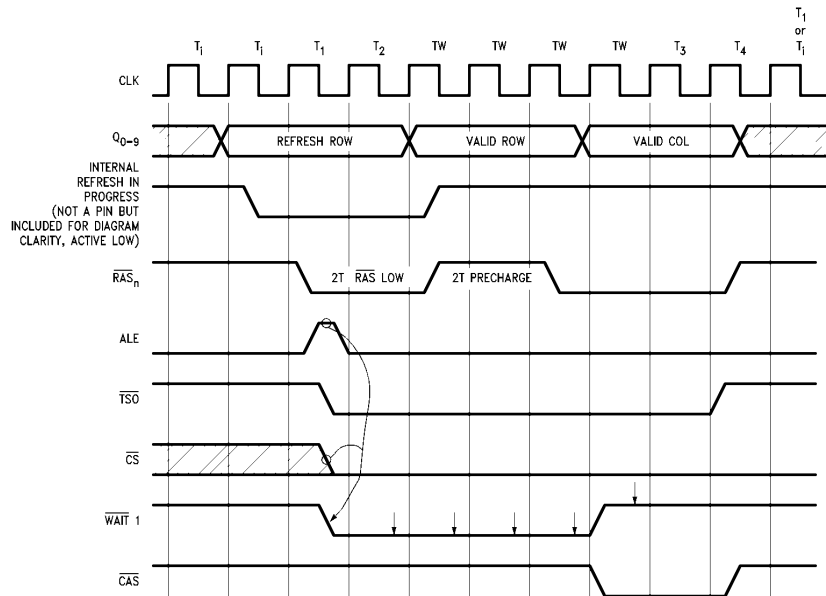 T1
or
Ti Ti T1 T2 TW TW TW TW T3 T4 Ti
CLK
Q0–9 REFRESH ROW VALID ROW VALID COL
INTERNAL
REFRESH IN
PROGRESS
(NOT A PIN BUT
INCLUDED FOR DIAGRAM
CLARITY, ACTIVE LOW)
RASn 2T RAS LOW 2T PRECHARGE
ALE
TSO
CS
WAIT 1
CAS